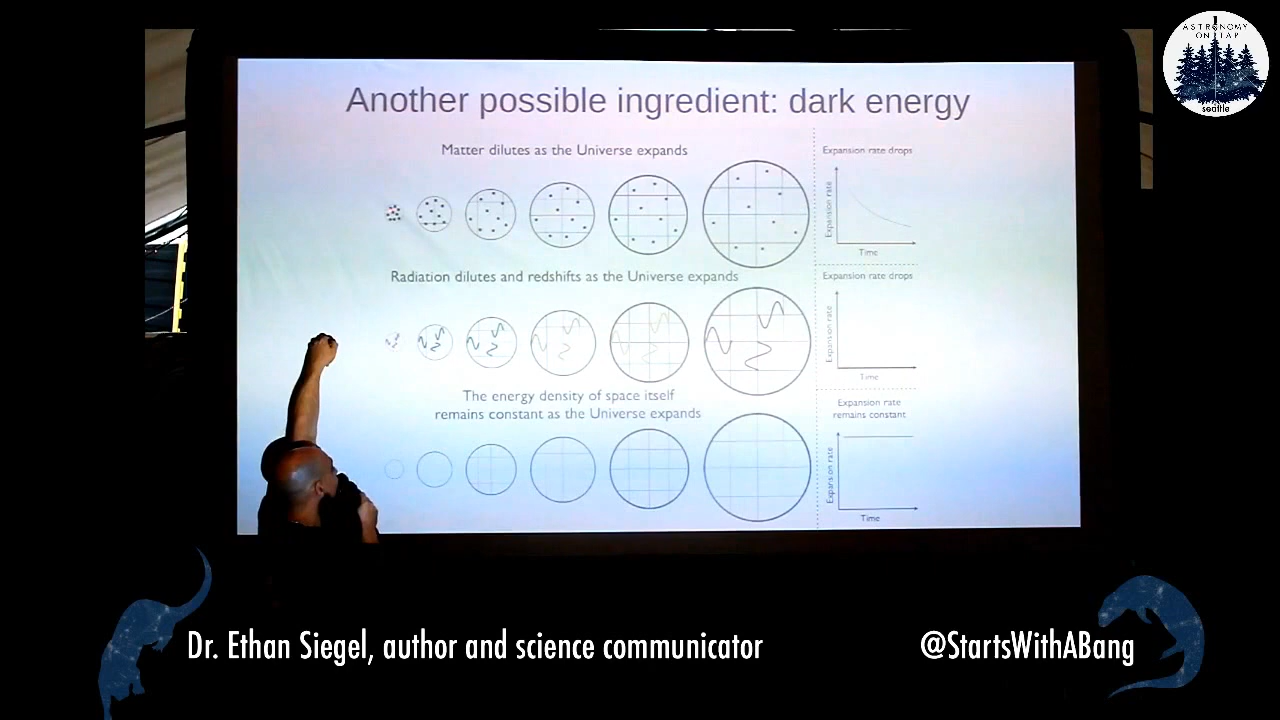 ASTRONOMY
ON TAP
seattle
Another possible ingredient: dark energy
Matter dilutes as the Universe expands
Expansion rate drops
Expansion rate
Time
Radiation dilutes and redshifts as the Universe expands
Expansion rate drops
Expansion rate
Time
The energy density of space itself
remains constant as the Universe expands
Expansion rate
remains constant
Expansion rate
Time
Dr. Ethan Siegel, author and science communicator
@StartsWithABang